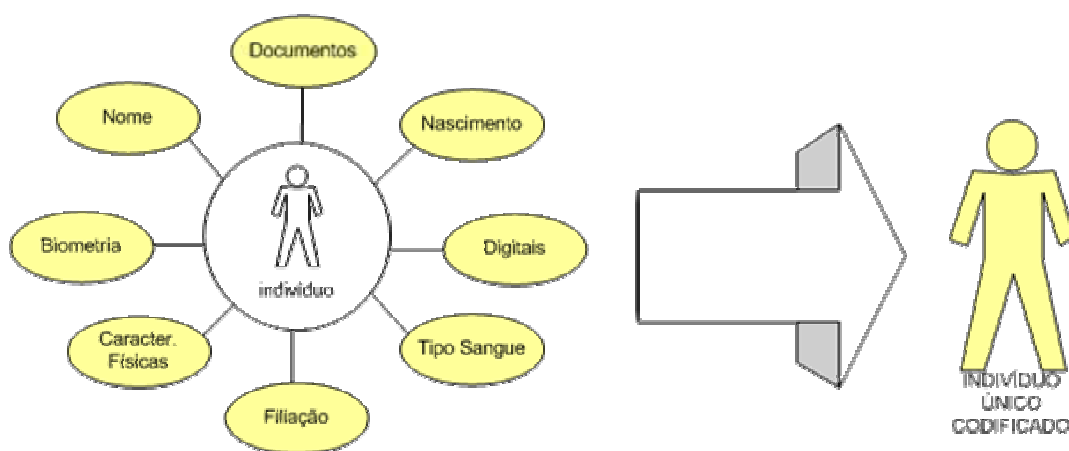 Documentos
Nome
Nascimento
Biometria
indivíduo
Digitais
Caracter.
Físicas
Tipo Sangue
Filiação
INDIVÍDUO
ÚNICO
CODIFICADO